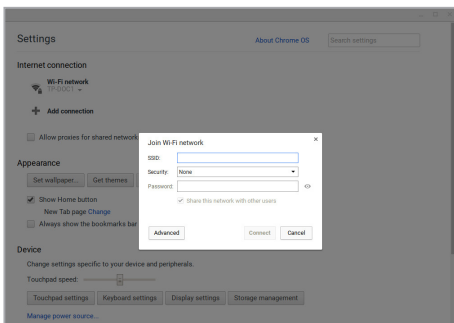 Settings
About Chrome OS
Search settings
Internet connection
Wi-Fi network
Add connection
Allow proxies for shared network
Join Wi-Fi network
SSID:
Security: None
Password:
Share this network with other users
Advanced
Connect
Cancel
Appearance
Set wallpaper...
Get themes
Show Home button
New Tab page Change
Always show the bookmarks bar
Device
Change settings specific to your device and peripherals.
Touchpad speed:
Touchpad settings
Keyboard settings
Display settings
Storage management
Manage power source...